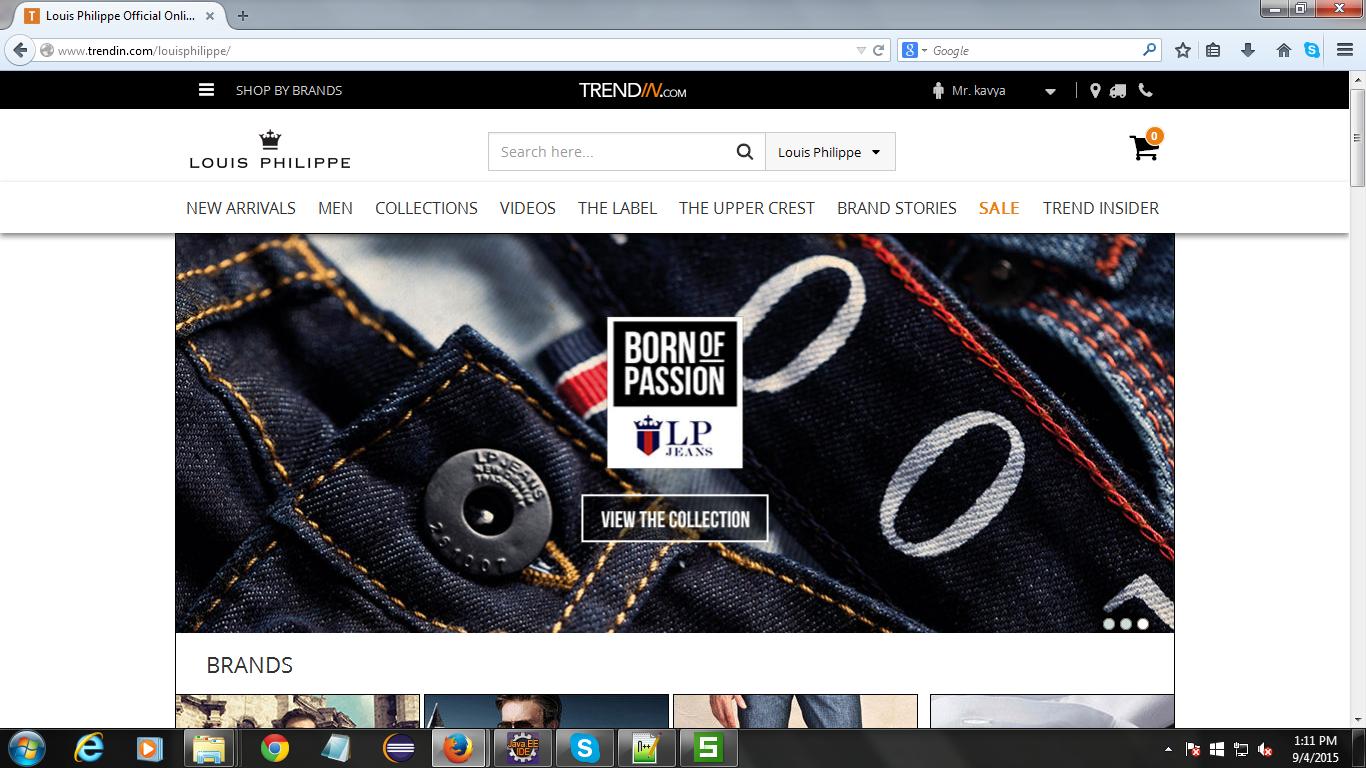 Louis Philippe Official Onli...
www.trendin.com/louisphilippe/
Google
SHOP BY BRANDS
TRENDIN.COM
Mr. kavya
LOUIS PHILIPPE
Search here...
Louis Philippe
0
NEW ARRIVALS
MEN
COLLECTIONS
VIDEOS
THE LABEL
THE UPPER CREST
BRAND STORIES
SALE
TREND INSIDER
BORN OF
PASSION
LP
JEANS
LP JEANS
VIEW THE COLLECTION
BRANDS
Java EE
IDE
1:11 PM
9/4/2015